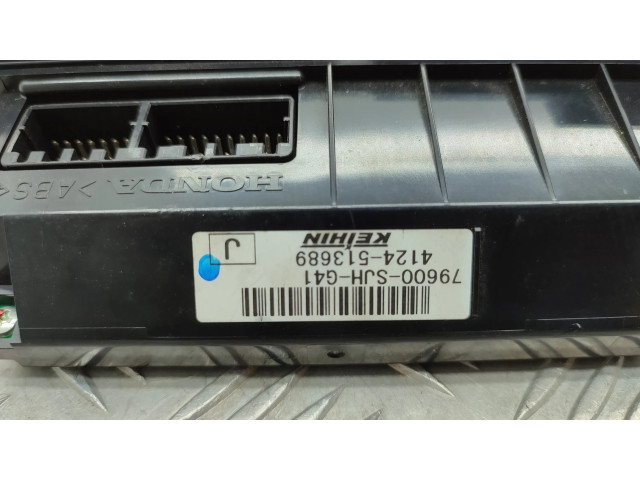 79600-SJH-G41
4124-513689
KEIHIN
J
HONDA >ABS<